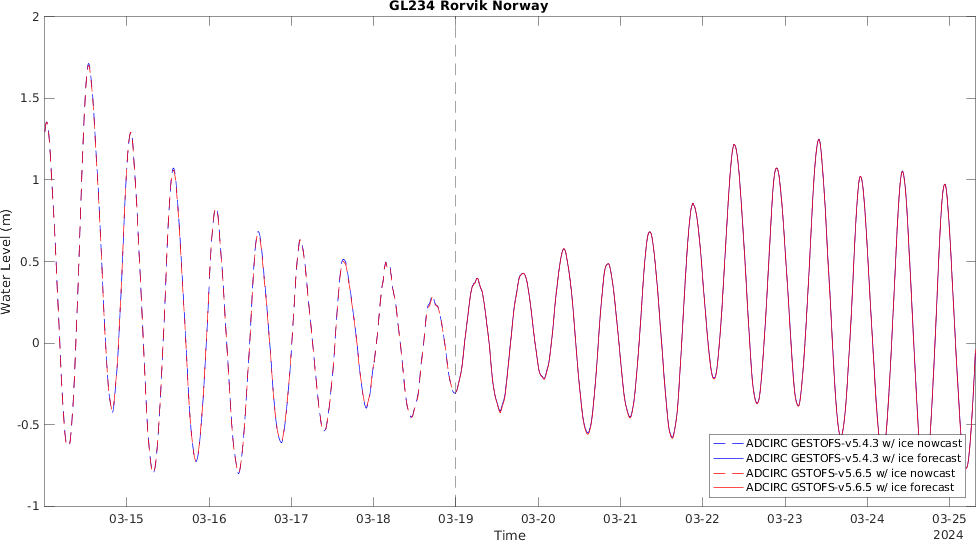 GL234 Rorvik Norway
2
1.5
1
0.5
0
-0.5
-1
Water Level (m)
ADCIRC GESTOFS-v5.4.3 w/ ice nowcast
ADCIRC GESTOFS-v5.4.3 w/ ice forecast
ADCIRC GSTOFS-v5.6.5 w/ ice nowcast
ADCIRC GSTOFS-v5.6.5 w/ ice forecast
03-15 03-16 03-17 03-18 03-19 03-20 03-21 03-22 03-23 03-24 03-25
Time 2024